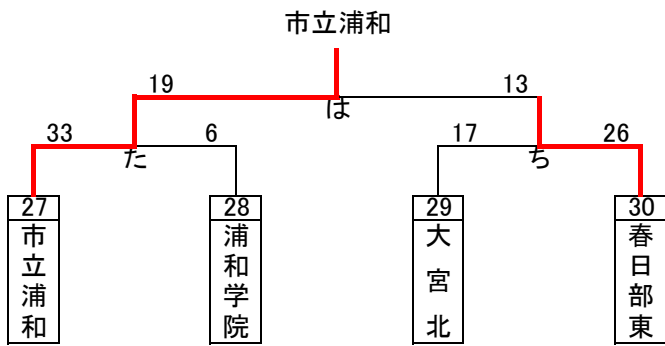 市立浦和
19 13
は
33 6 17 26
た ち
27 28 29 30
市立浦和
浦和学院
大宮北
春日部東